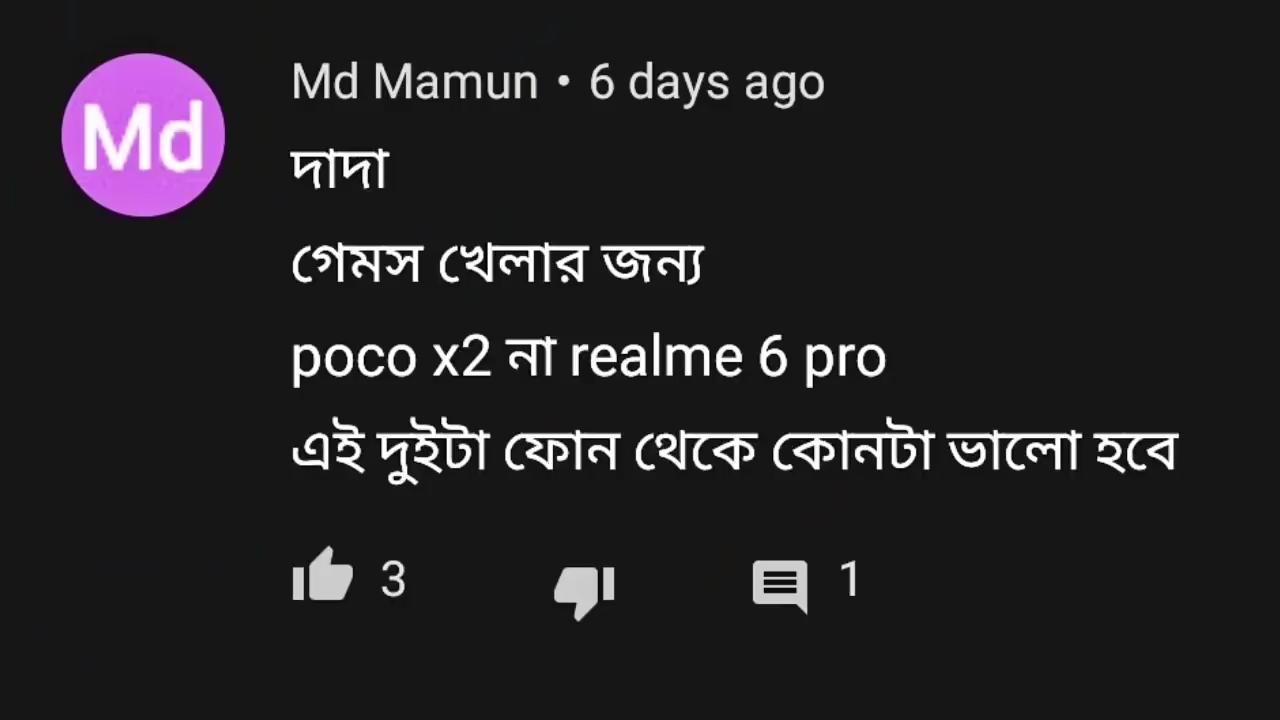 Md
Md Mamun • 6 days ago
দাদা
গেমস খেলার জন্য
poco x2 না realme 6 pro
এই দুইটা ফোন থেকে কোনটা ভালো হবে
3
1